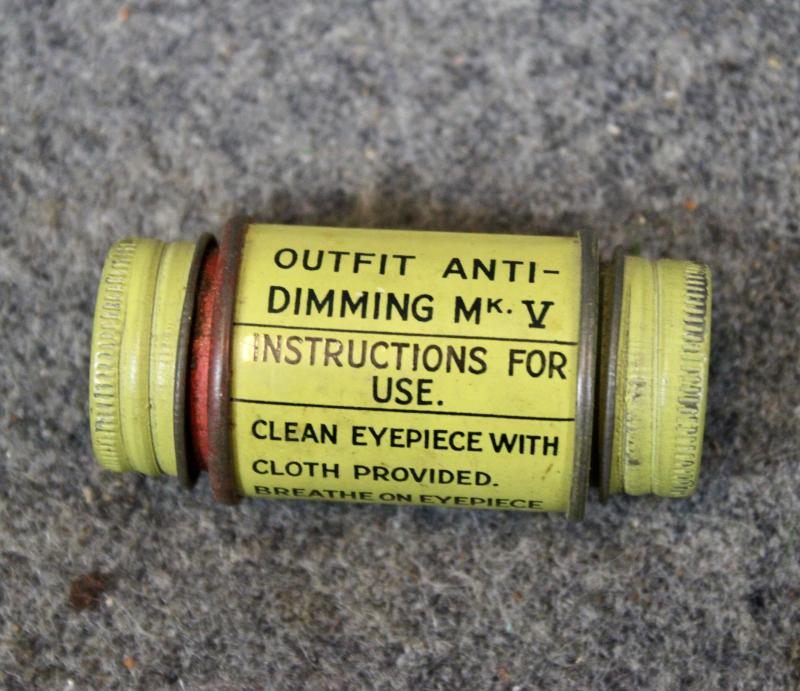 OUTFIT ANTI-
DIMMING MK. V
INSTRUCTIONS FOR
USE.
CLEAN EYEPIECE WITH
CLOTH PROVIDED.
BREATHE ON EYEPIECE